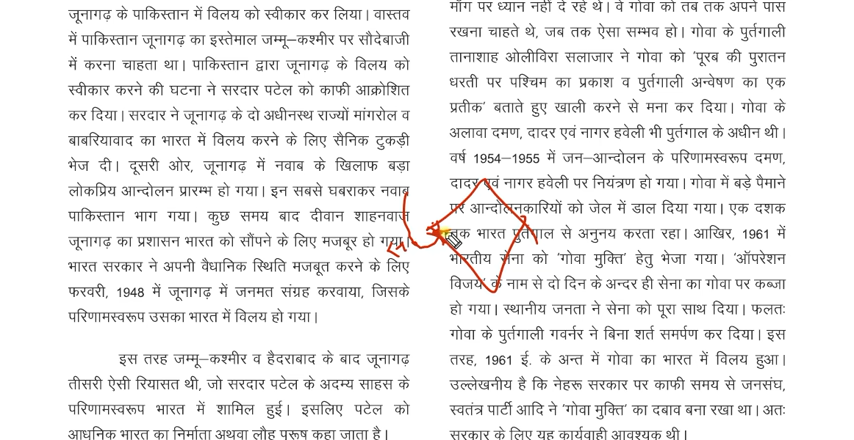 जूनागढ़ के पाकिस्तान में विलय को स्वीकार कर लिया। वास्तव
में पाकिस्तान जूनागढ़ का इस्तेमाल जम्मू–कश्मीर पर सौदेबाजी
में करना चाहता था। पाकिस्तान द्वारा जूनागढ़ के विलय को
स्वीकार करने की घटना ने सरदार पटेल को काफी आक्रोशित
कर दिया। सरदार ने जूनागढ़ के दो अधीनस्थ राज्यों मांगरोल व
बाबरियावाद का भारत में विलय करने के लिए सैनिक टुकड़ी
भेज दी। दूसरी ओर, जूनागढ़ में नवाब के खिलाफ बड़ा
लोकप्रिय आन्दोलन प्रारम्भ हो गया। इन सबसे घबराकर नवाब
पाकिस्तान भाग गया। कुछ समय बाद दीवान शाहनवाज
जूनागढ़ का प्रशासन भारत को सौंपने के लिए मजबूर हो गया।
भारत सरकार ने अपनी वैधानिक स्थिति मजबूत करने के लिए
फरवरी, 1948 में जूनागढ़ में जनमत संग्रह करवाया, जिसके
परिणामस्वरूप उसका भारत में विलय हो गया।
इस तरह जम्मू–कश्मीर व हैदराबाद के बाद जूनागढ़
तीसरी ऐसी रियासत थी, जो सरदार पटेल के अदम्य साहस के
परिणामस्वरूप भारत में शामिल हुई। इसलिए पटेल को
आधुनिक भारत का निर्माता अथवा लौह पुरूष कहा जाता है।
माँग पर ध्यान नहीं दे रहे थे। वे गोवा को तब तक अपने पास
रखना चाहते थे, जब तक ऐसा सम्भव हो। गोवा के पुर्तगाली
तानाशाह ओलीविरा सलाजार ने गोवा को 'पूरब की पुरातन
धरती पर पश्चिम का प्रकाश व पुर्तगाली अन्वेषण का एक
प्रतीक' बताते हुए खाली करने से मना कर दिया। गोवा के
अलावा दमण, दादर एवं नागर हवेली भी पुर्तगाल के अधीन थी।
वर्ष 1954–1955 में जन–आन्दोलन के परिणामस्वरूप दमण,
दादर एवं नागर हवेली पर नियंत्रण हो गया। गोवा में बड़े पैमाने
पर आन्दोलनकारियों को जेल में डाल दिया गया। एक दशक
तक भारत पुर्तगाल से अनुनय करता रहा। आखिर, 1961 में
भारतीय सेना को 'गोवा मुक्ति' हेतु भेजा गया। 'ऑपरेशन
विजय' के नाम से दो दिन के अन्दर ही सेना का गोवा पर कब्जा
हो गया। स्थानीय जनता ने सेना को पूरा साथ दिया। फलतः
गोवा के पुर्तगाली गवर्नर ने बिना शर्त समर्पण कर दिया। इस
तरह, 1961 ई. के अन्त में गोवा का भारत में विलय हुआ।
उल्लेखनीय है कि नेहरू सरकार पर काफी समय से जनसंघ,
स्वतंत्र पार्टी आदि ने 'गोवा मुक्ति' का दबाव बना रखा था। अतः
सरकार के लिए यह कार्यवाही आवश्यक थी।